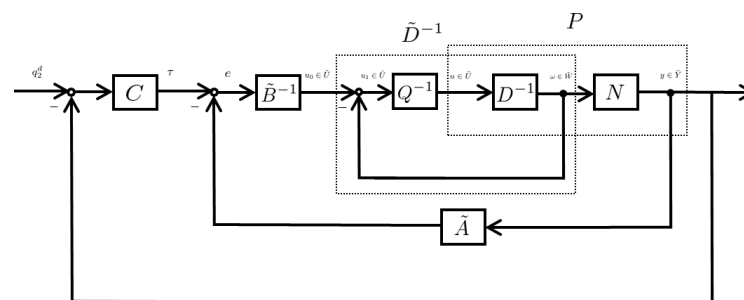 P
D̃⁻¹
q₂ᵈ
C
τ
e
B̃⁻¹
u₀ ∈ Ũ
u₁ ∈ Ũ
Q⁻¹
u ∈ Ũ
D⁻¹
ω ∈ W̃
N
y ∈ Ỹ
−
−
−
Ã